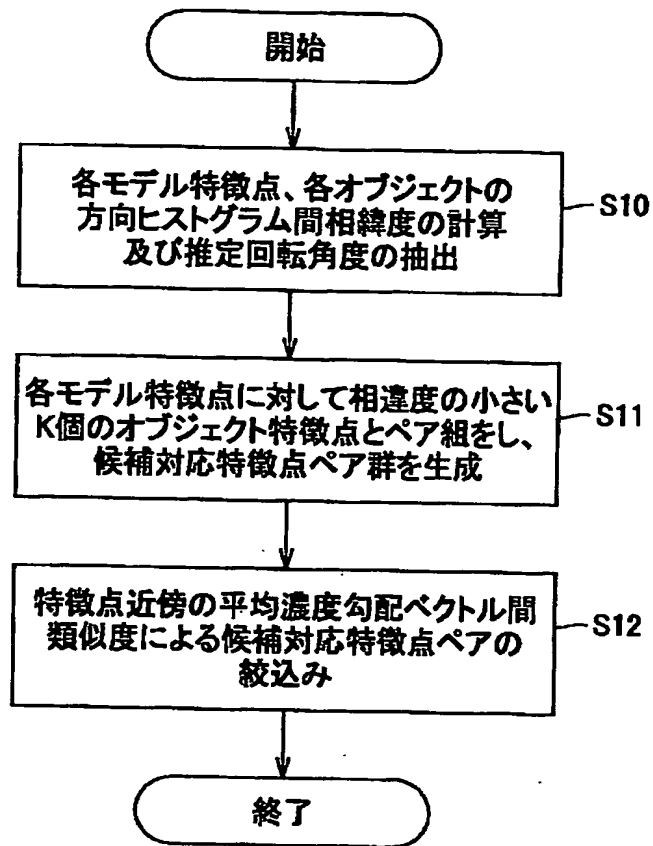 開始
各モデル特徴点、各オブジェクトの
方向ヒストグラム間相緯度の計算
及び推定回転角度の抽出
S10
各モデル特徴点に対して相違度の小さい
K個のオブジェクト特徴点とペア組をし、
候補対応特徴点ペア群を生成
S11
特徴点近傍の平均濃度勾配ベクトル間
類似度による候補対応特徴点ペアの
絞込み
S12
終了